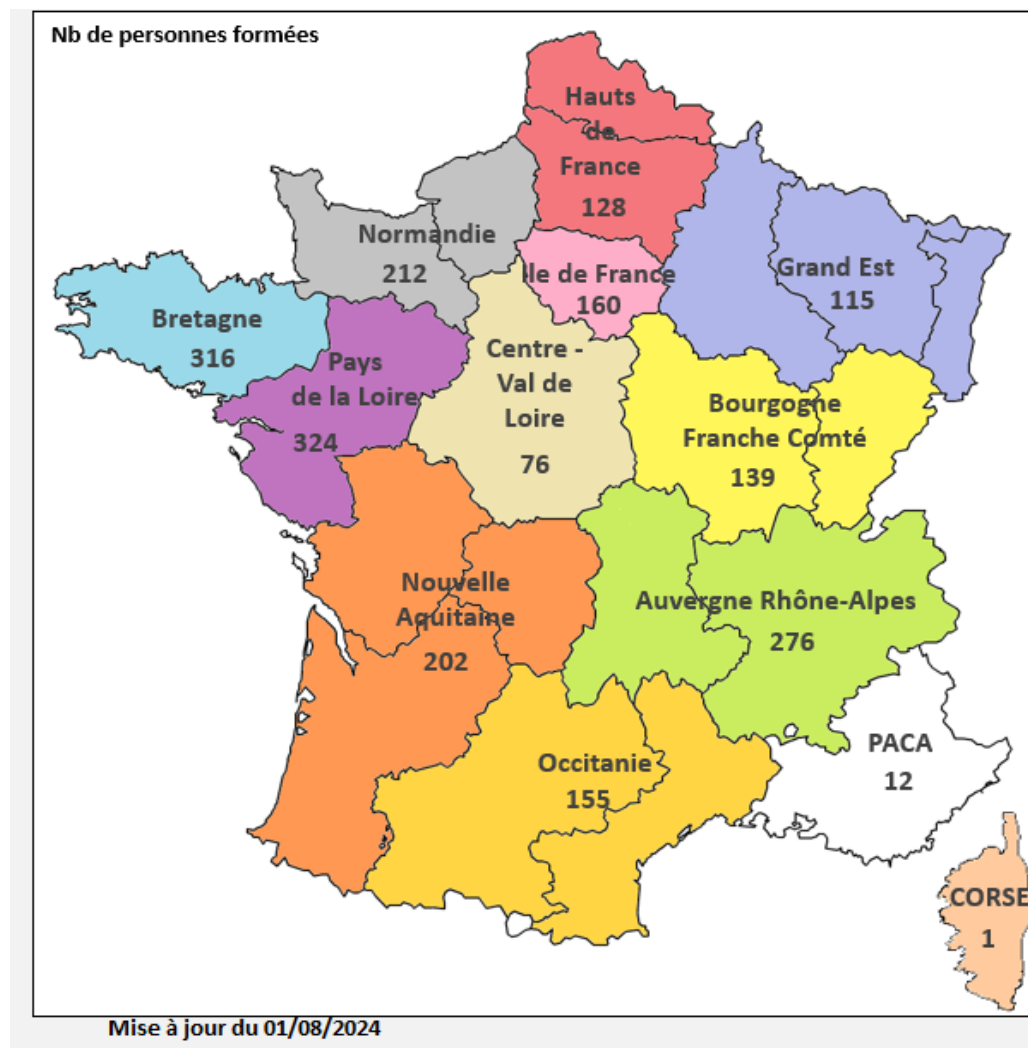 Nb de personnes formées
Hauts
de
France
128
Normandie
212
Ile de France
160
Grand Est
115
Bretagne
316
Pays
de la Loire
324
Centre -
Val de
Loire
76
Bourgogne
Franche Comté
139
Nouvelle
Aquitaine
202
Auvergne Rhône-Alpes
276
Occitanie
155
PACA
12
CORSE
1
Mise à jour du 01/08/2024